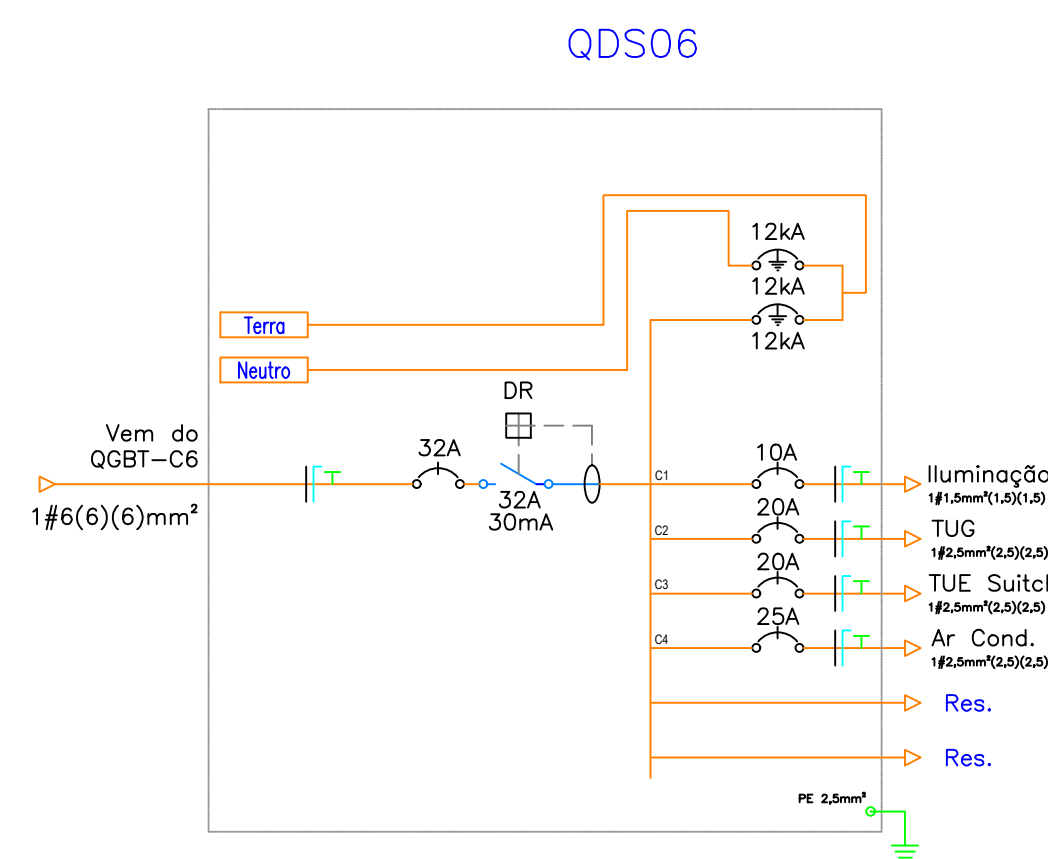 QDS06
12kA
12kA
12kA
Terra
Neutro
DR
Vem do
QGBT-C6
1#6(6)(6)mm²
32A
32A
30mA
C1
10A
Iluminação
1#1,5mm²(1,5)(1,5)
C2
20A
TUG
1#2,5mm²(2,5)(2,5)
C3
20A
TUE Suitch
1#2,5mm²(2,5)(2,5)
C4
25A
Ar Cond.
1#2,5mm²(2,5)(2,5)
Res.
Res.
PE 2,5mm²
T
T
T
T
T